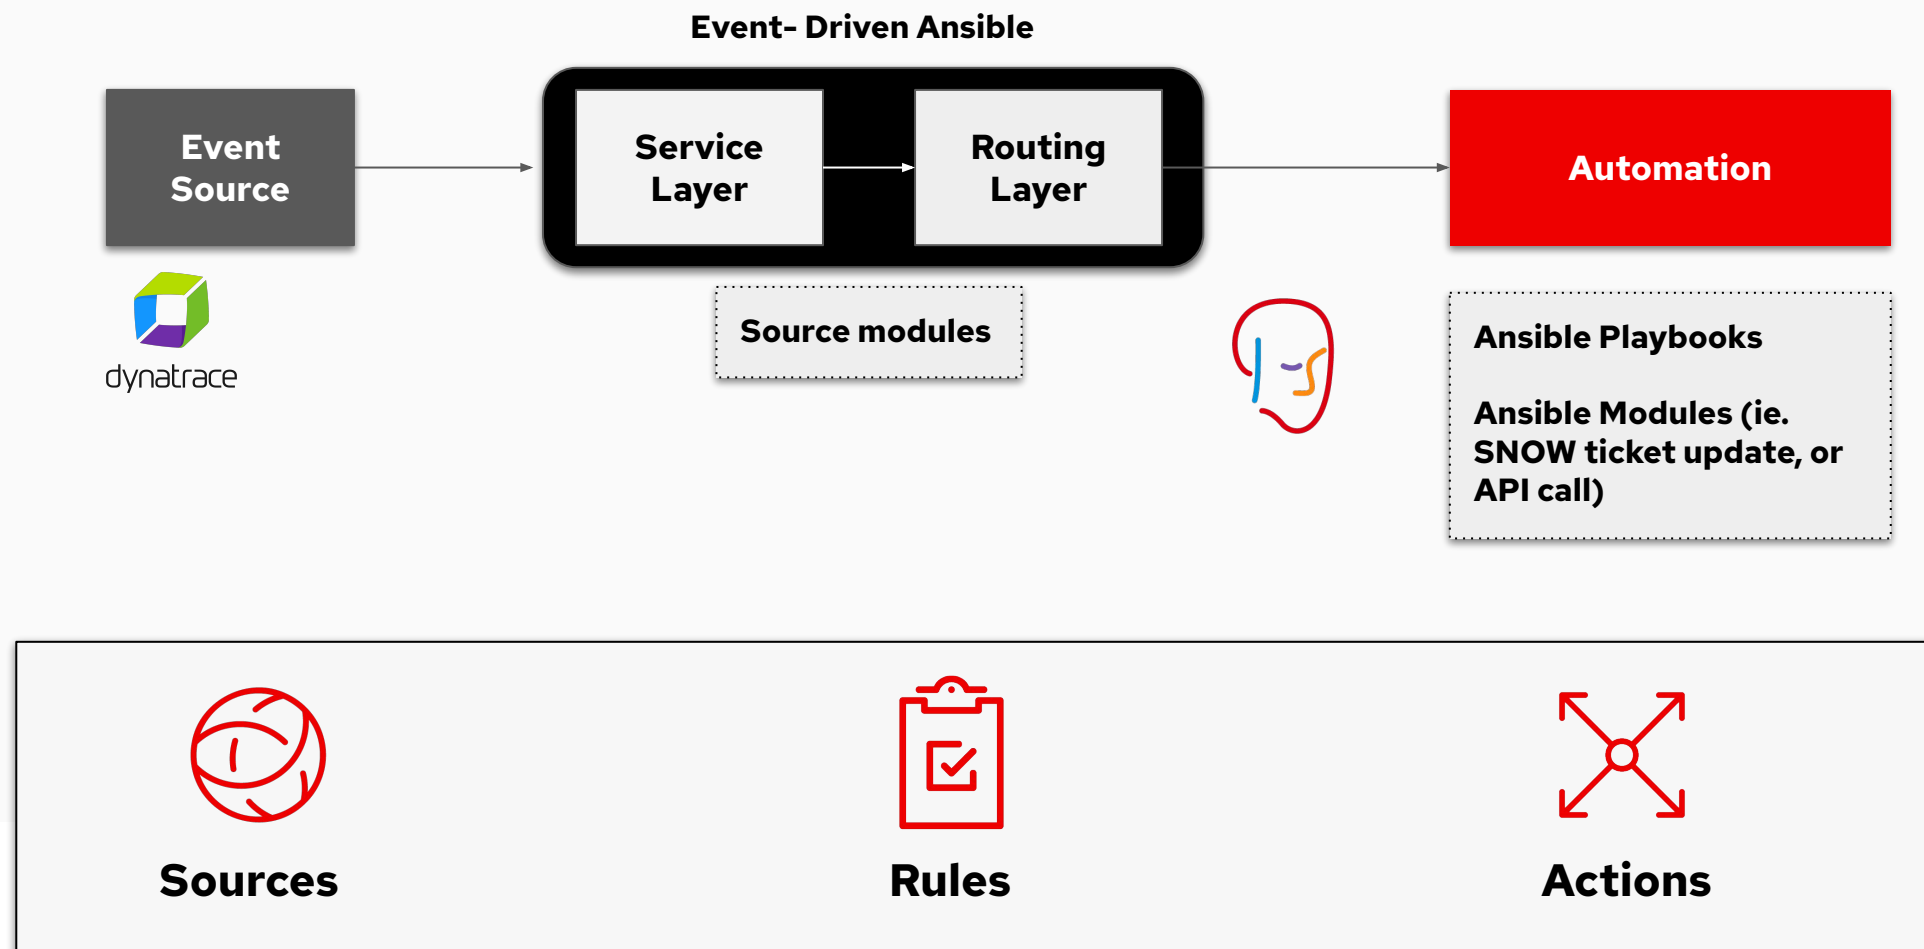 Event- Driven Ansible
Event
Source
Service
Layer
Routing
Layer
Automation
dynatrace
Source modules
Ansible Playbooks
Ansible Modules (ie.
SNOW ticket update, or
API call)
Sources
Rules
Actions